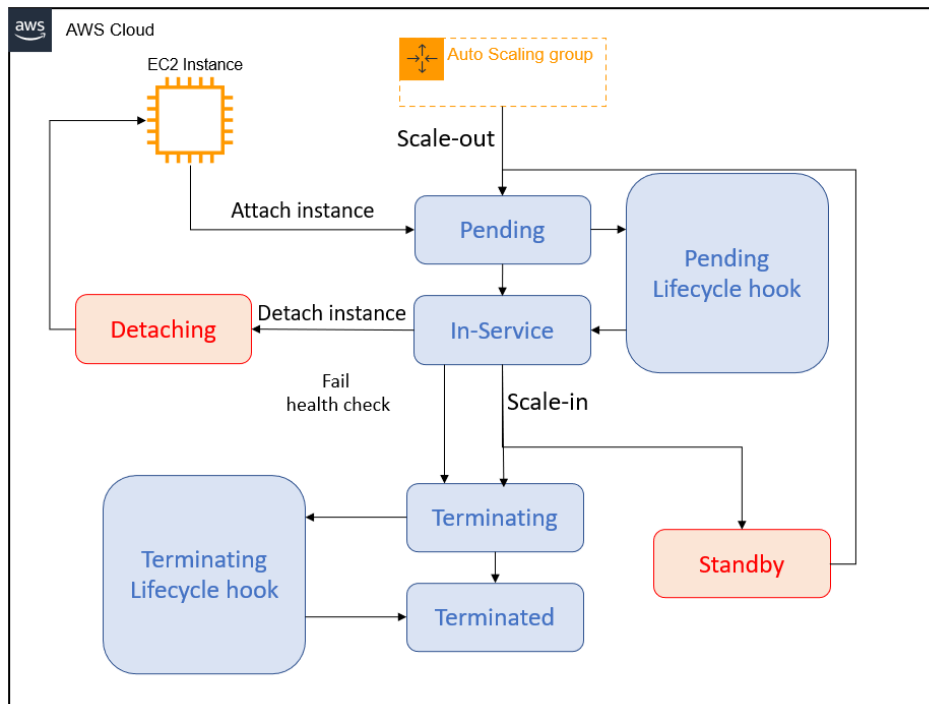 aws
AWS Cloud
EC2 Instance
Auto Scaling group
Scale-out
Attach instance
Pending
Pending
Lifecycle hook
Detaching
Detach instance
In-Service
Fail
health check
Scale-in
Terminating
Terminating
Lifecycle hook
Standby
Terminated